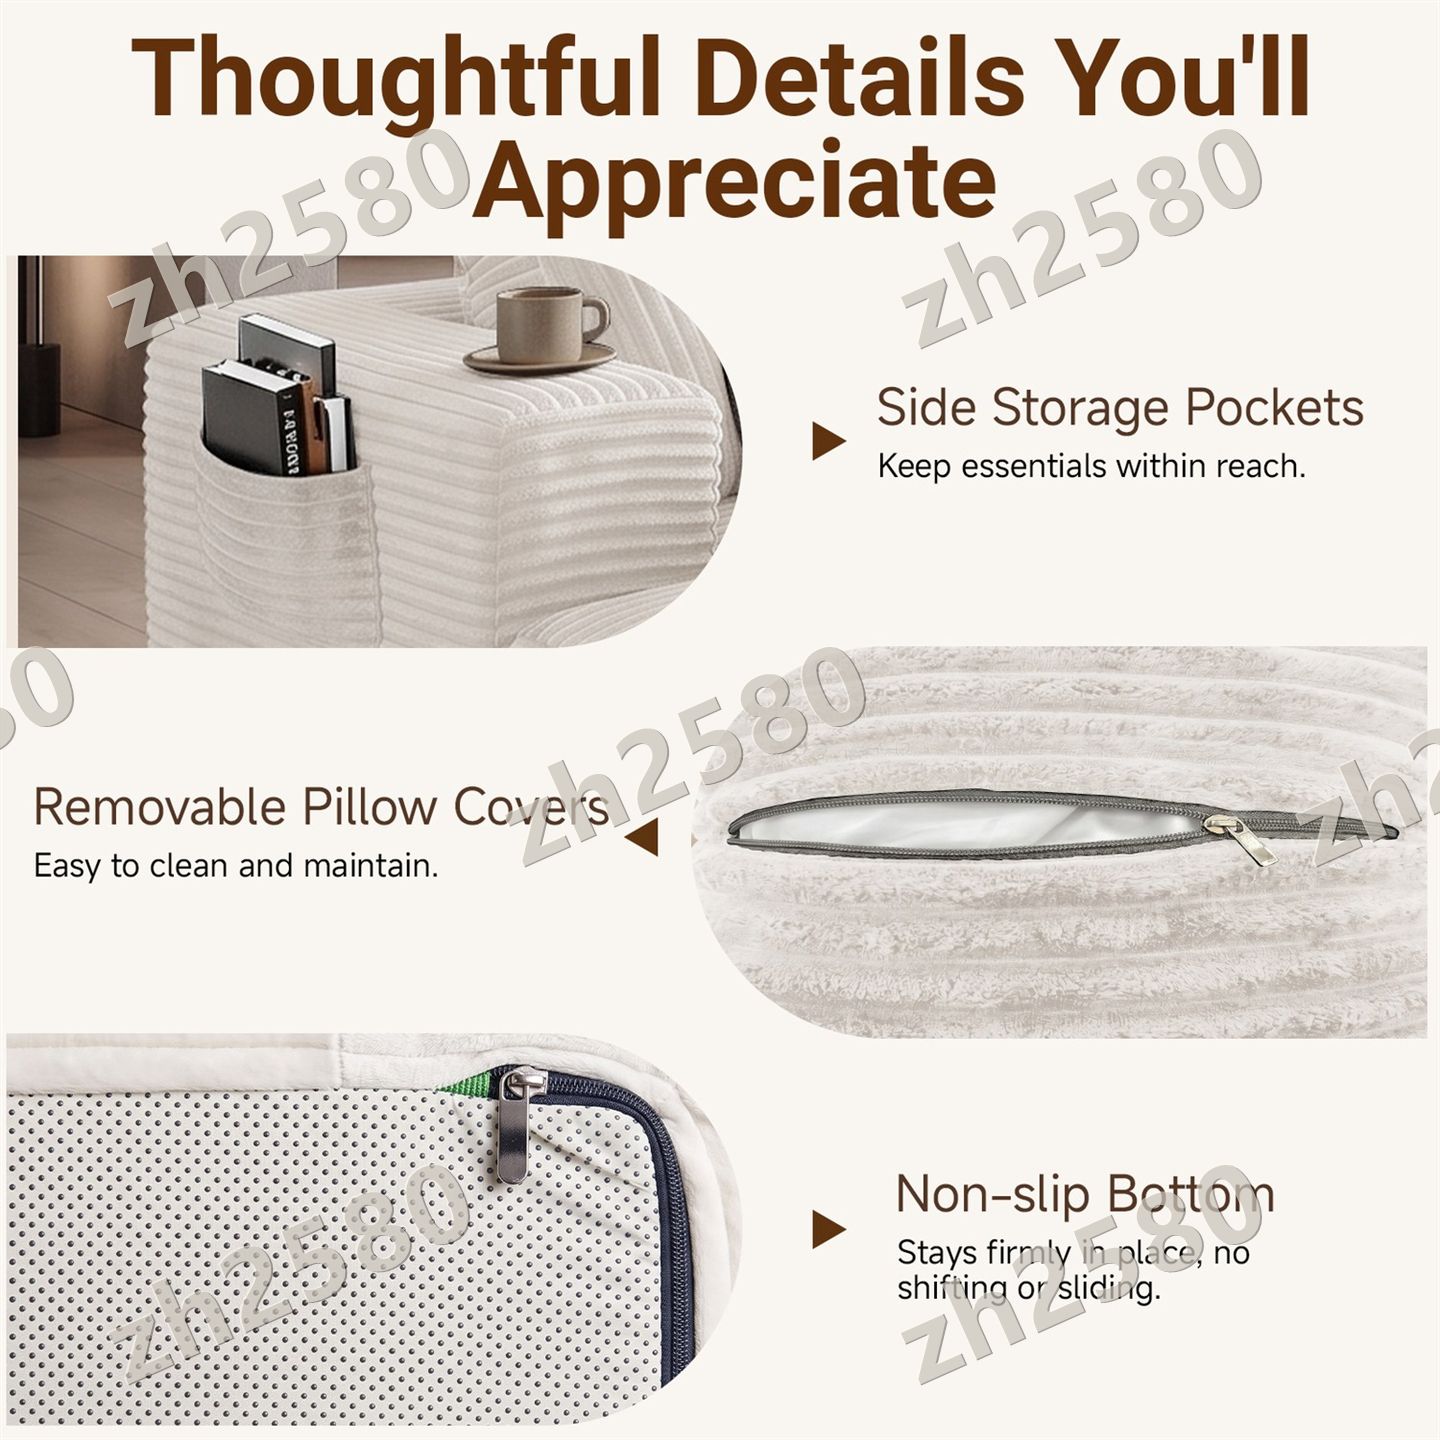 Thoughtful Details You'll
Appreciate
zh2580
zh2580
Side Storage Pockets
Keep essentials within reach.
zh2580
Removable Pillow Covers
Easy to clean and maintain.
zh2580
Non-slip Bottom
Stays firmly in place, no
shifting or sliding.
zh2580